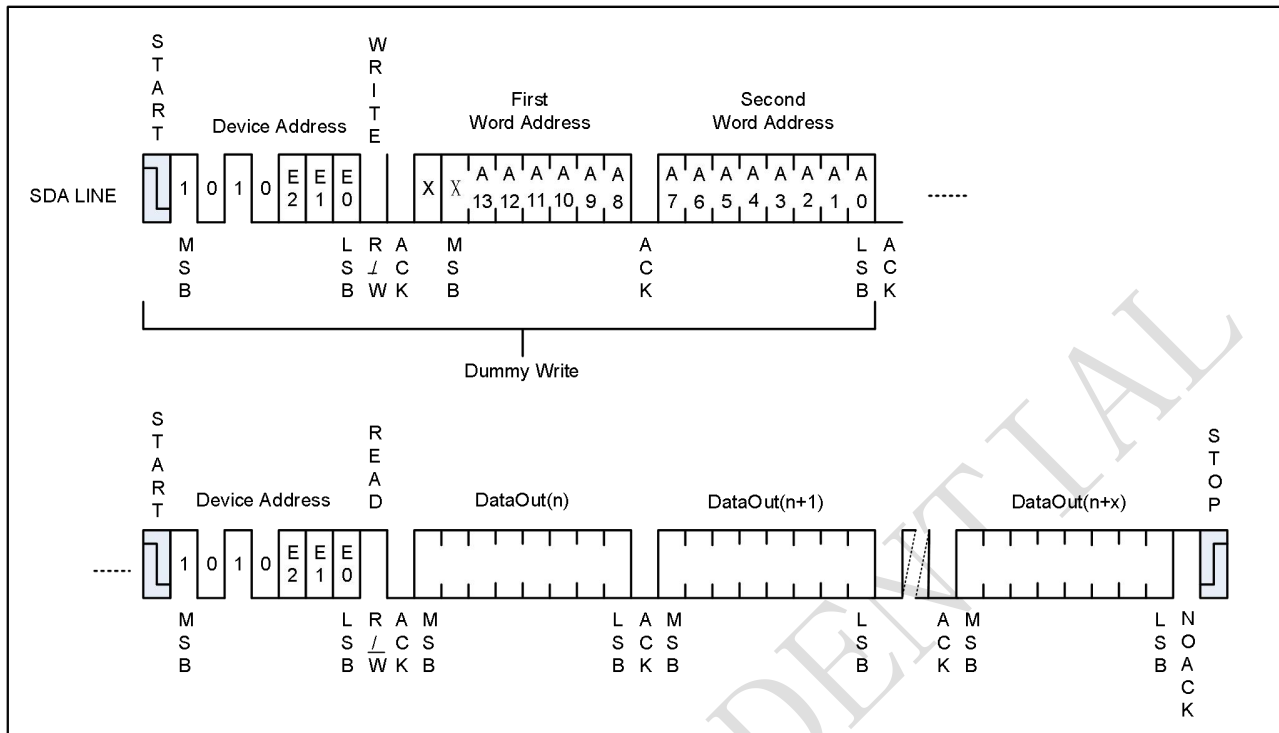 START
WRITE
Device Address
First
Word Address
Second
Word Address
SDA LINE
1 0 1 0 E2 E1 E0
X X A13 A12 A11 A10 A9 A8
A7 A6 A5 A4 A3 A2 A1 A0
MSB
LSB
R/W
ACK
MSB
ACK
LSB
ACK
Dummy Write
START
READ
STOP
Device Address
DataOut(n)
DataOut(n+1)
DataOut(n+x)
1 0 1 0 E2 E1 E0
MSB
LSB
R/W
ACK
MSB
LSB
ACK
MSB
LSB
ACK
MSB
LSB
NOACK
DENTIAL